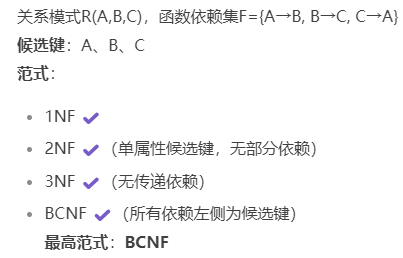 关系模式R(A,B,C)，函数依赖集F={A→B, B→C, C→A}
候选键：A、B、C
范式：
• 1NF ✔
• 2NF ✔（单属性候选键，无部分依赖）
• 3NF ✔（无传递依赖）
• BCNF ✔（所有依赖左侧为候选键）
最高范式：BCNF